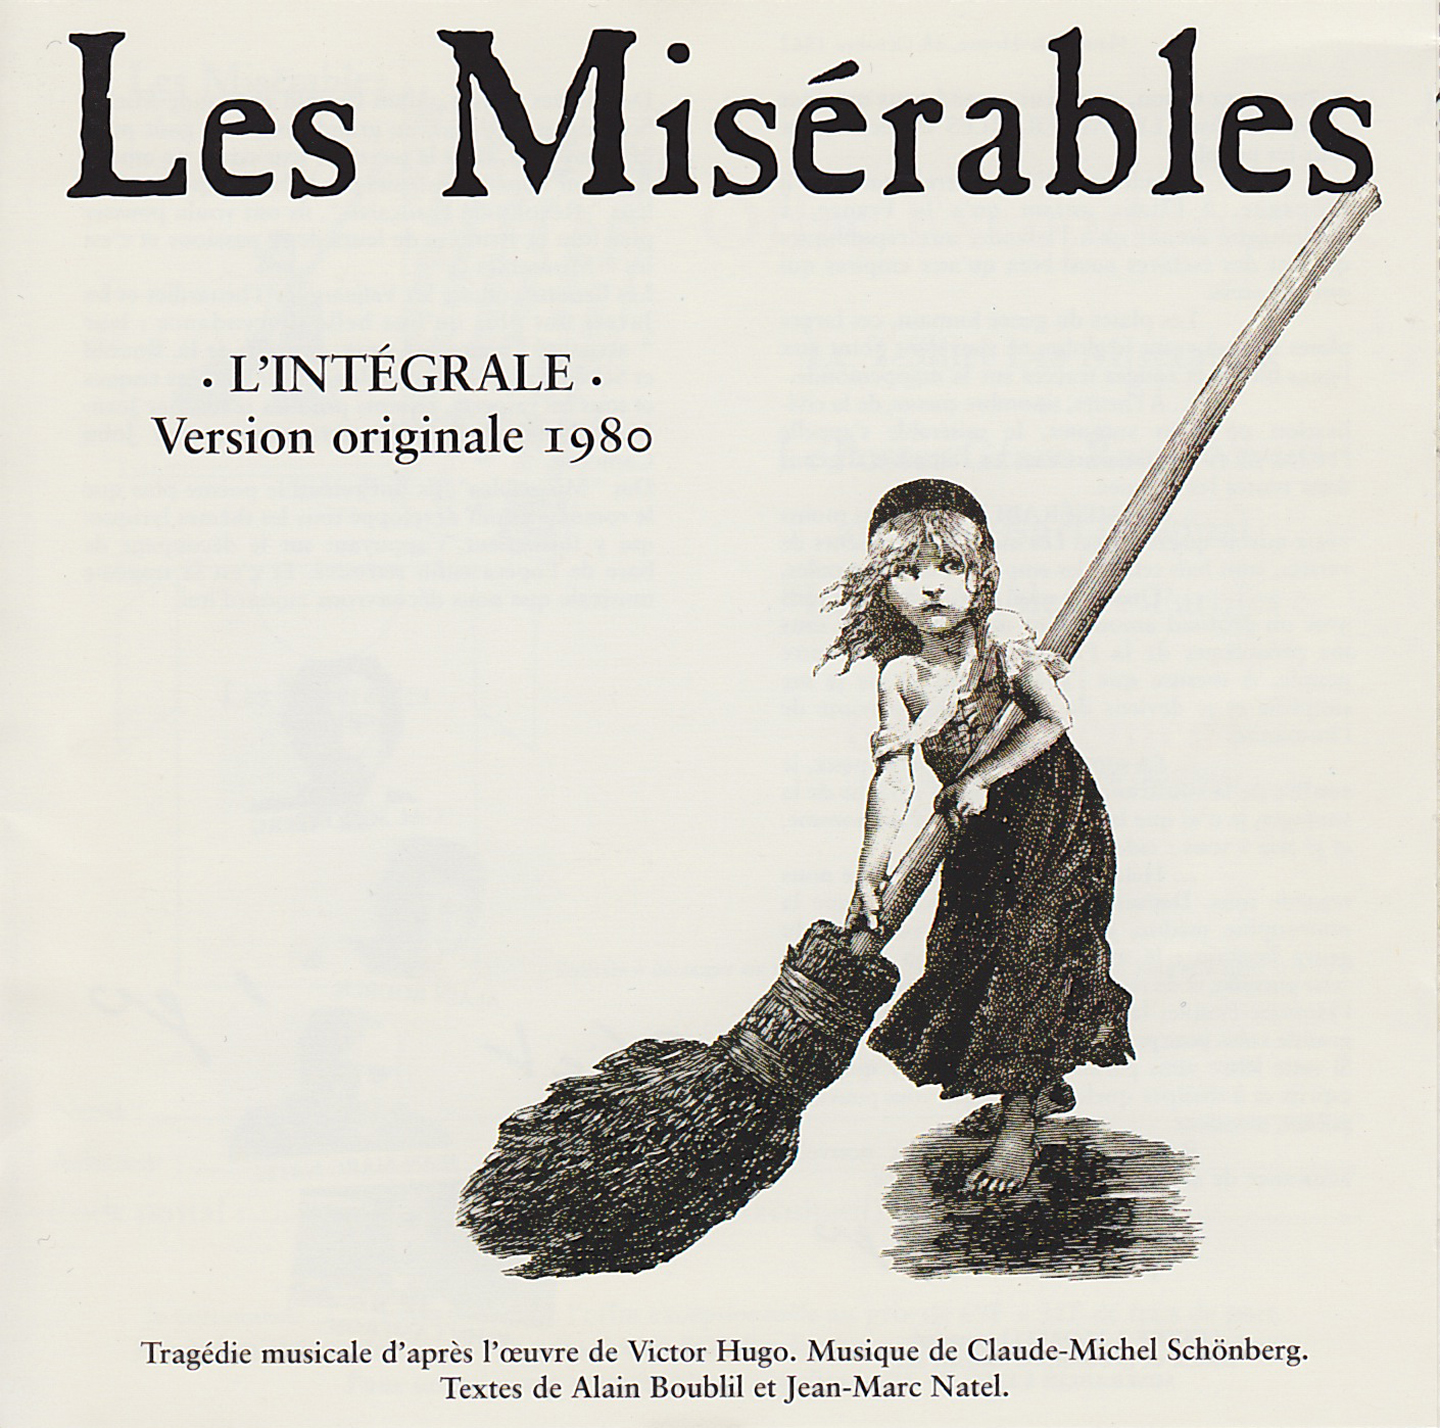 Les Misérables
· L'INTÉGRALE ·
Version originale 1980
Tragédie musicale d'après l'œuvre de Victor Hugo. Musique de Claude-Michel Schönberg.
Textes de Alain Boublil et Jean-Marc Natel.